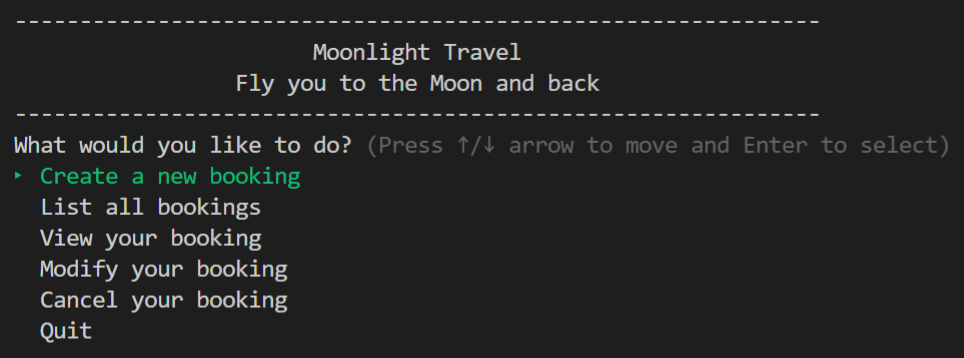 --------------------------------------------------------------
Moonlight Travel
Fly you to the Moon and back
--------------------------------------------------------------
What would you like to do? (Press ↑/↓ arrow to move and Enter to select)
‣ Create a new booking
List all bookings
View your booking
Modify your booking
Cancel your booking
Quit